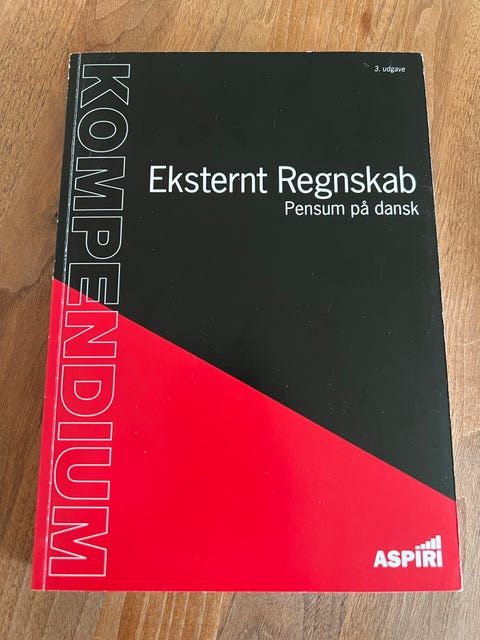 3. udgave
KOMPENDIUM
Eksternt Regnskab
Pensum på dansk
ASPIRI